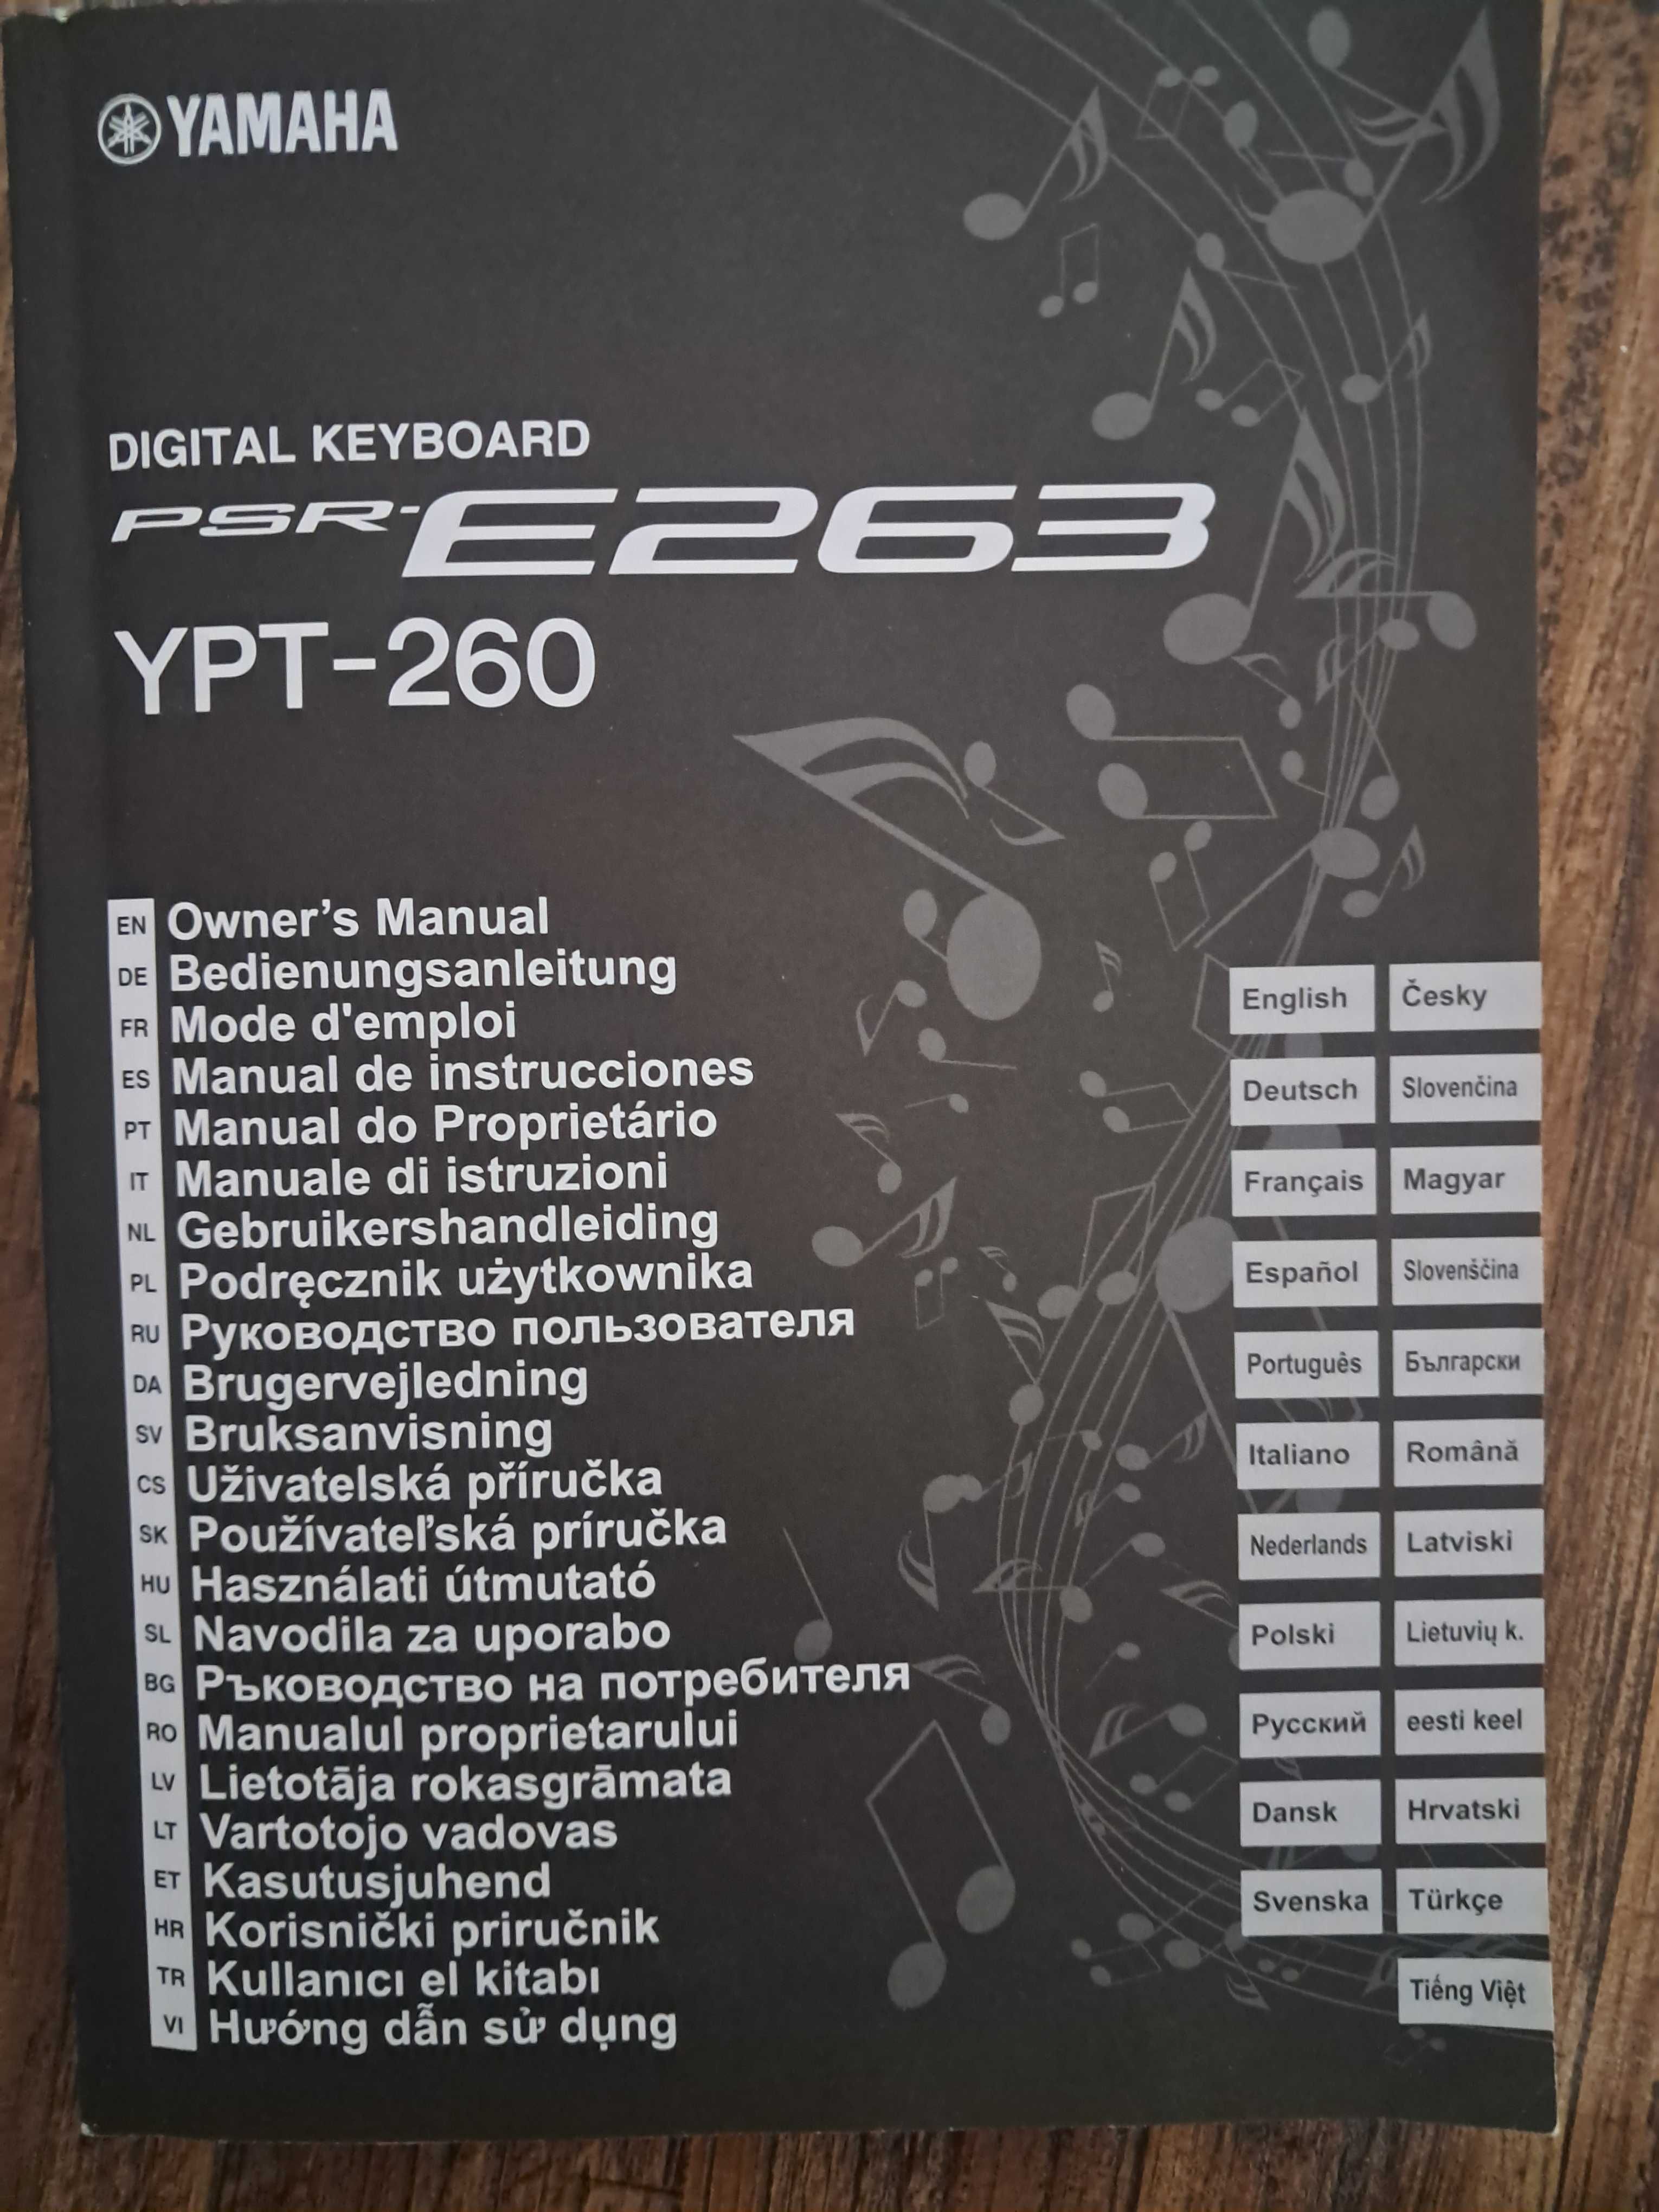 YAMAHA
DIGITAL KEYBOARD
PSR-E263
YPT-260
EN Owner's Manual
DE Bedienungsanleitung
FR Mode d'emploi
ES Manual de instrucciones
PT Manual do Proprietário
IT Manuale di istruzioni
NL Gebruikershandleiding
PL Podręcznik użytkownika
RU Руководство пользователя
DA Brugervejledning
SV Bruksanvisning
CS Uživatelská příručka
SK Používateľská príručka
HU Használati útmutató
SL Navodila za uporabo
BG Ръководство на потребителя
RO Manualul proprietarului
LV Lietotāja rokasgrāmata
LT Vartotojo vadovas
ET Kasutusjuhend
HR Korisnički priručnik
TR Kullanıcı el kitabı
VI Hướng dẫn sử dụng
English Česky
Deutsch Slovenčina
Français Magyar
Español Slovenščina
Português Български
Italiano Română
Nederlands Latviski
Polski Lietuvių k.
Русский eesti keel
Dansk Hrvatski
Svenska Türkçe
Tiếng Việt